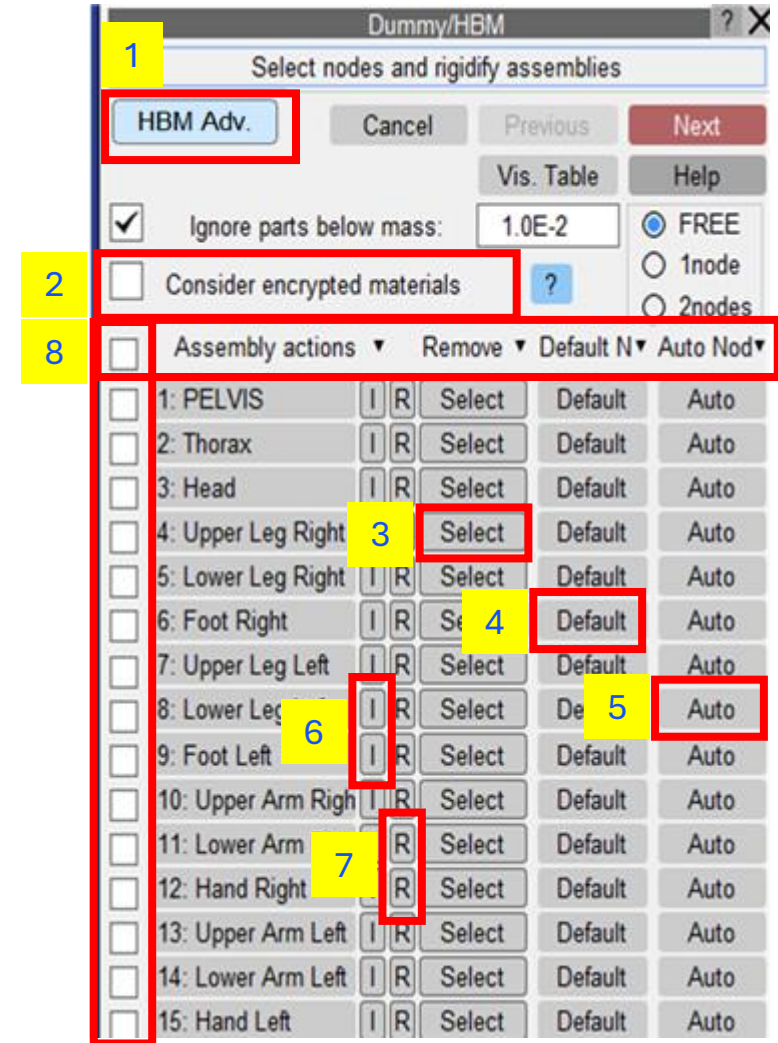 Dummy/HBM ? X
1
Select nodes and rigidify assemblies
HBM Adv. Cancel Previous Next
Vis. Table Help
Ignore parts below mass: 1.0E-2 FREE
1node
2 Consider encrypted materials ?
2nodes
8 Assembly actions Remove Default N Auto Nod
1: PELVIS I R Select Default Auto
2: Thorax I R Select Default Auto
3: Head I R Select Default Auto
4: Upper Leg Right 3 Select Default Auto
5: Lower Leg Right I R Select Default Auto
6: Foot Right I R Se 4 Default Auto
7: Upper Leg Left I R Select Default Auto
8: Lower Leg 6 I R Select De 5 Auto
9: Foot Left I R Select Default Auto
10: Upper Arm Righ I R Select Default Auto
11: Lower Arm 7 R Select Default Auto
12: Hand Right R Select Default Auto
13: Upper Arm Left I R Select Default Auto
14: Lower Arm Left I R Select Default Auto
15: Hand Left I R Select Default Auto